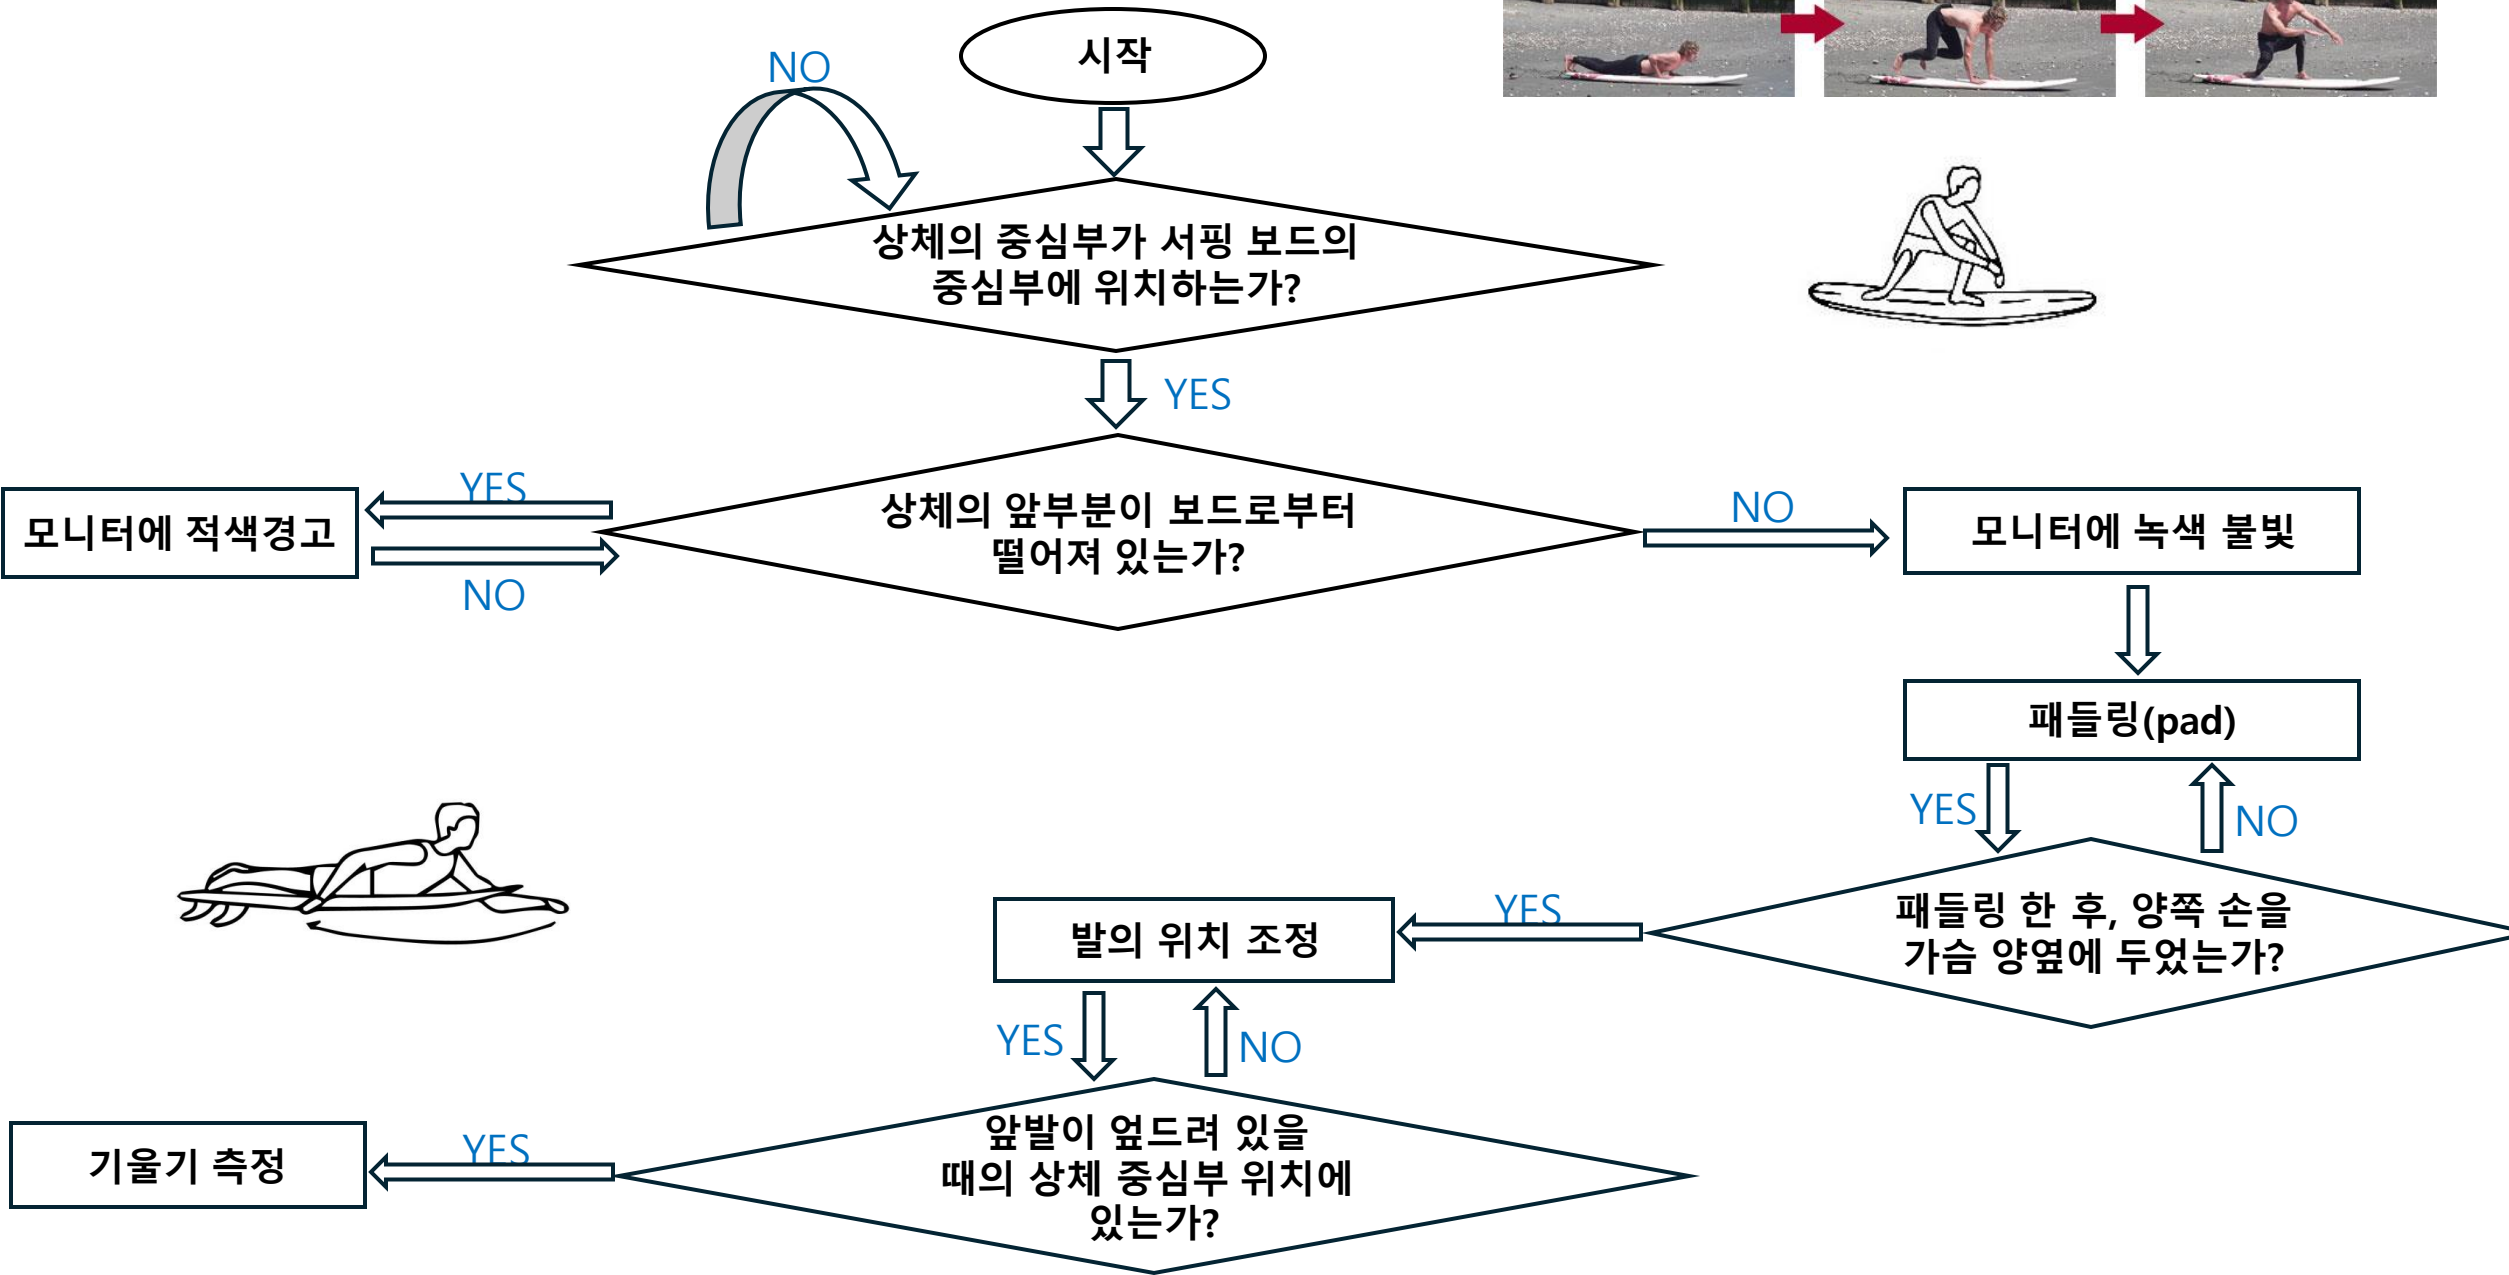 시작
NO
상체의 중심부가 서핑 보드의
중심부에 위치하는가?
YES
YES
모니터에 적색경고
NO
상체의 앞부분이 보드로부터
떨어져 있는가?
NO
모니터에 녹색 불빛
패들링(pad)
YES
NO
패들링 한 후, 양쪽 손을
가슴 양옆에 두었는가?
YES
발의 위치 조정
YES
NO
앞발이 엎드려 있을
때의 상체 중심부 위치에
있는가?
YES
기울기 측정